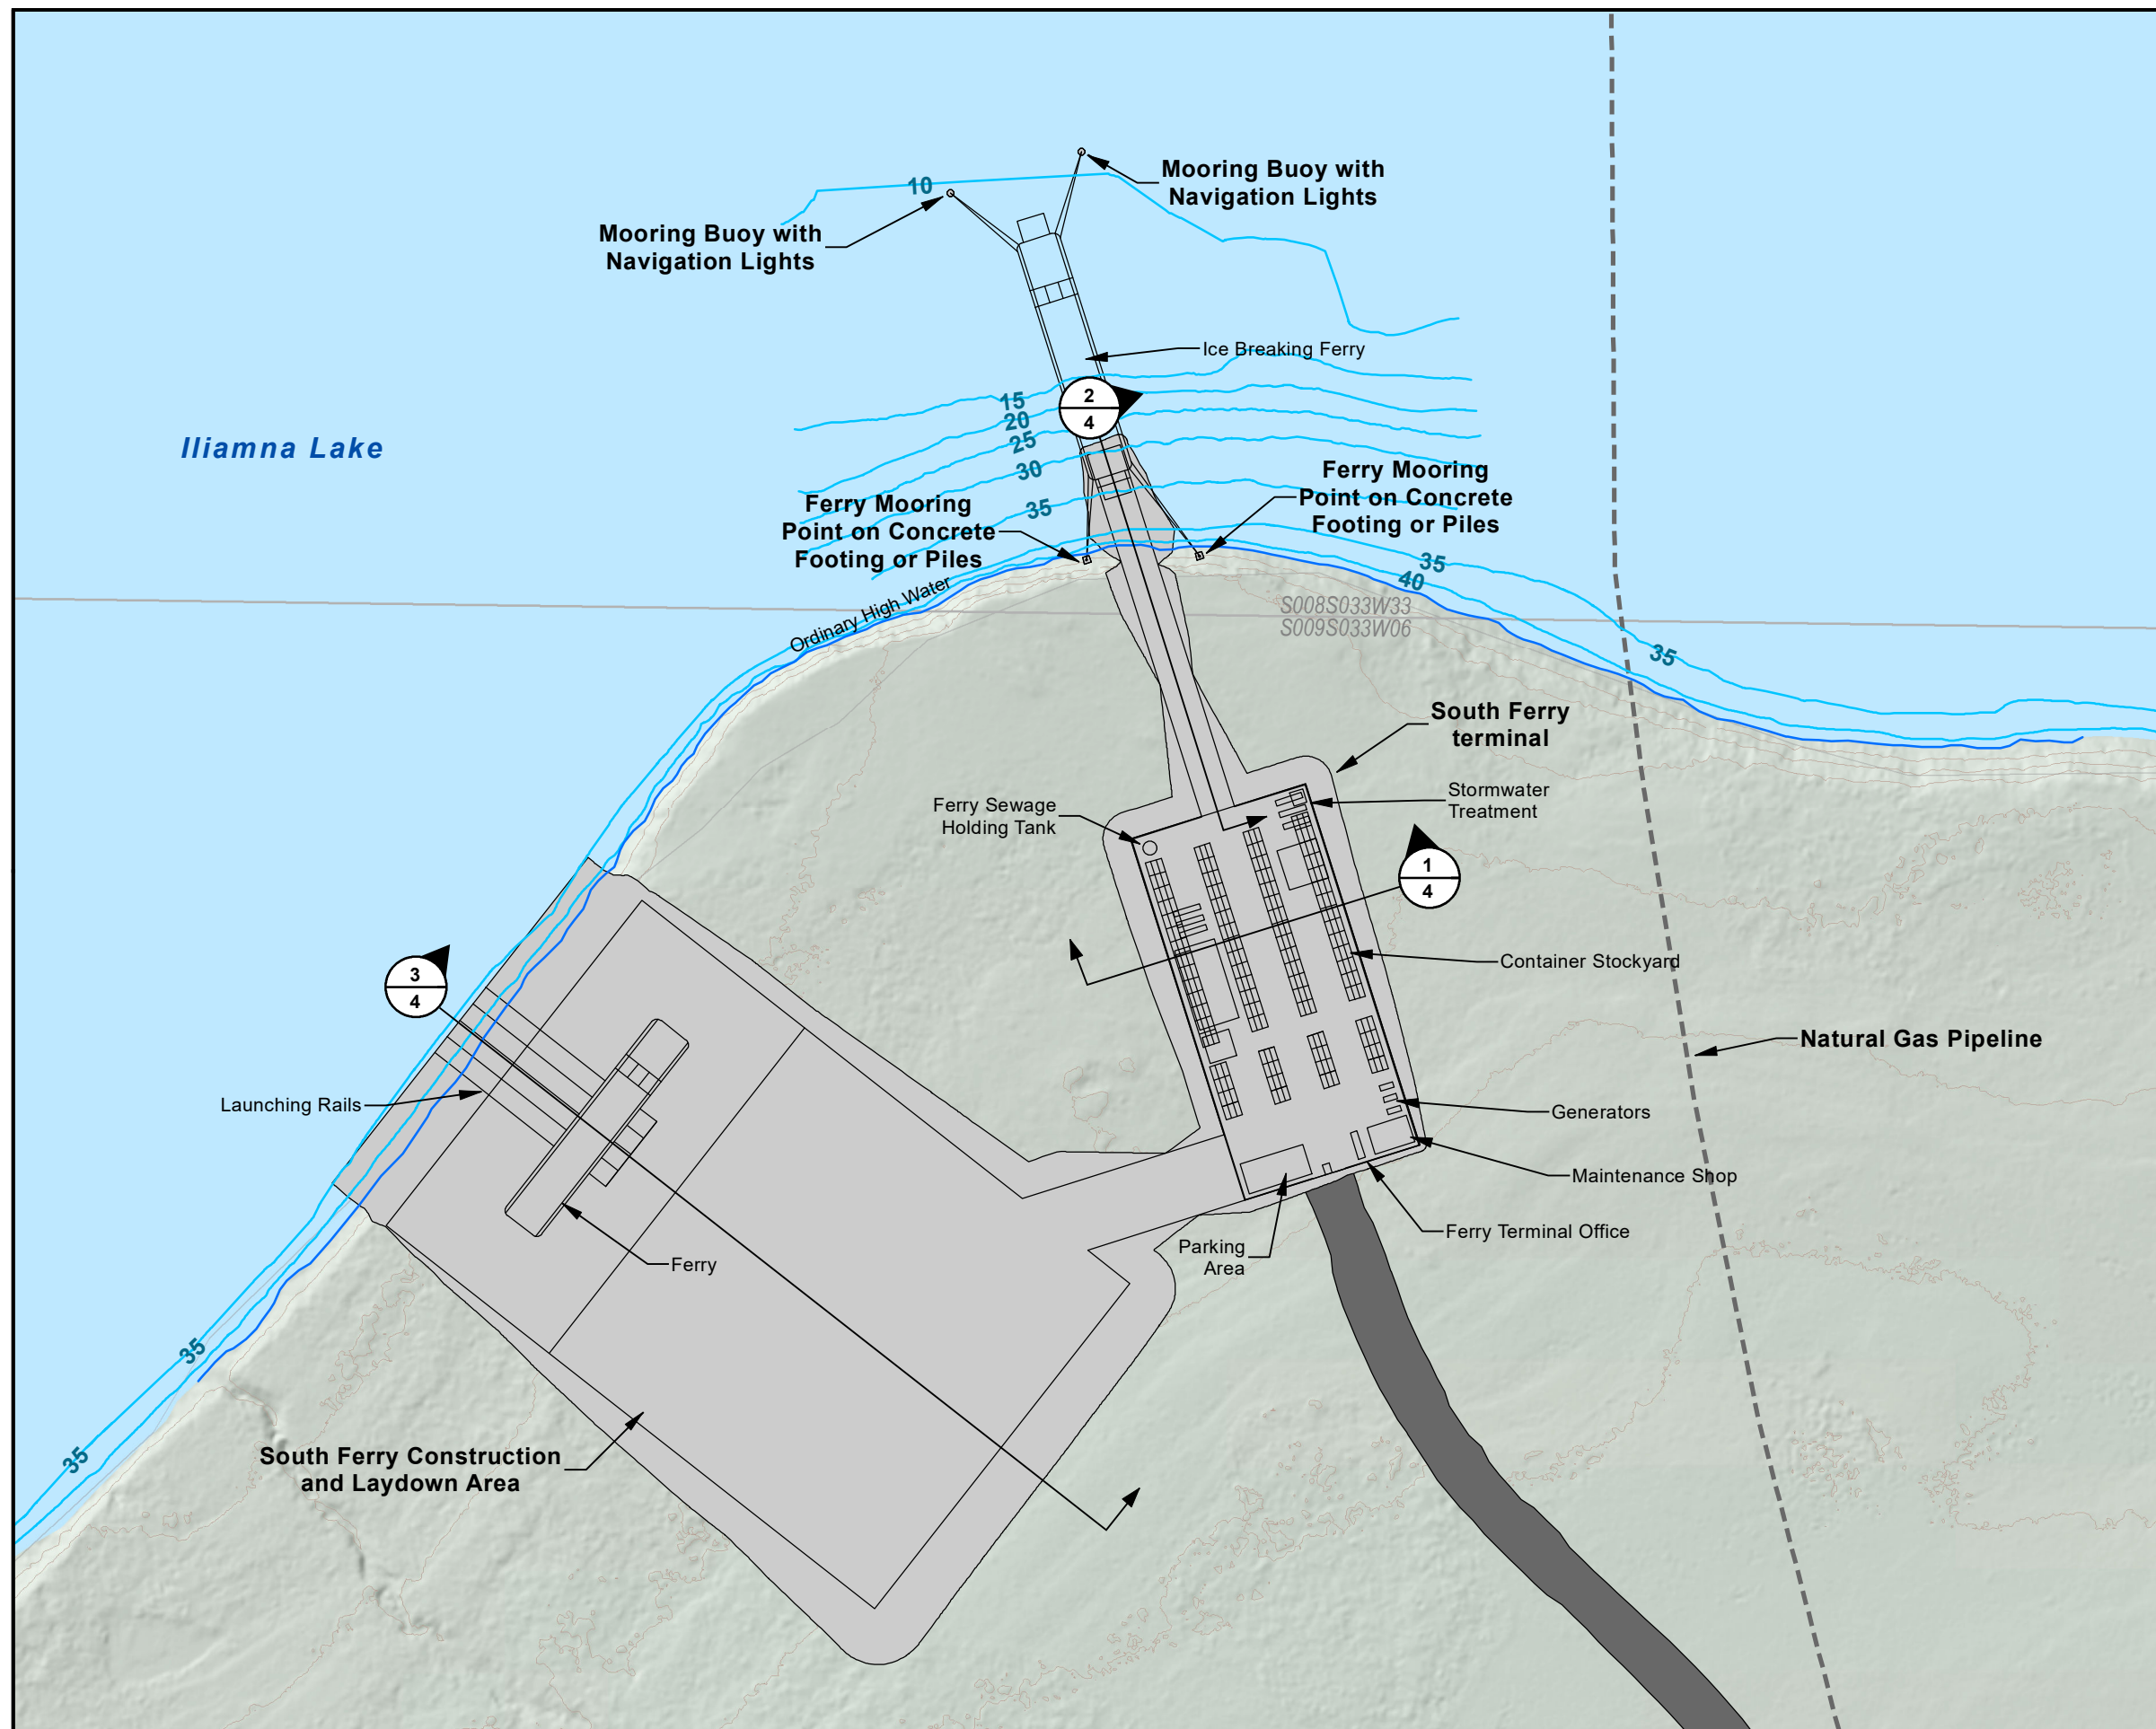 Mooring Buoy with
Navigation Lights
10
Mooring Buoy with
Navigation Lights
Ice Breaking Ferry
2
4
15
20
25
30
35
Iliamna Lake
Ferry Mooring
Point on Concrete
Footing or Piles
Ferry Mooring
Point on Concrete
Footing or Piles
35
40
Ordinary High Water
S008S033W33
S009S033W06
35
South Ferry
terminal
Ferry Sewage
Holding Tank
Stormwater
Treatment
1
4
3
4
Container Stockyard
Natural Gas Pipeline
Launching Rails
Generators
Maintenance Shop
Ferry Terminal Office
Parking
Area
Ferry
35
35
South Ferry Construction
and Laydown Area